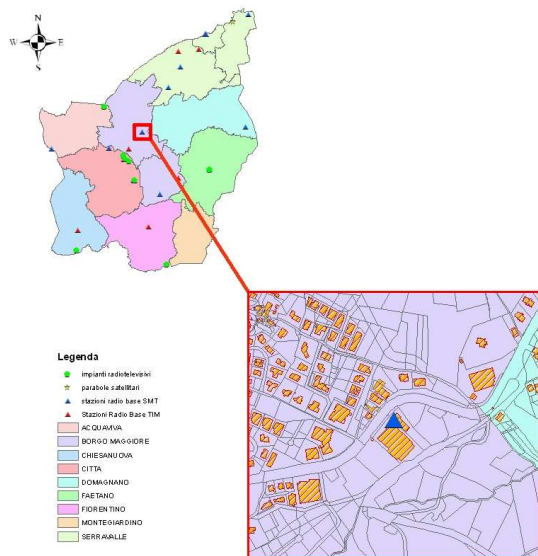 N
W E
S
Legenda
impianti radiotelevisivi
parabole satellitari
stazioni radio base SMT
Stazioni Radio Base TIM
ACQUAVIVA
BORGO MAGGIORE
CHIESANUOVA
CITTA
DOMAGNANO
FAETANO
FIORENTINO
MONTEGIARDINO
SERRAVALLE